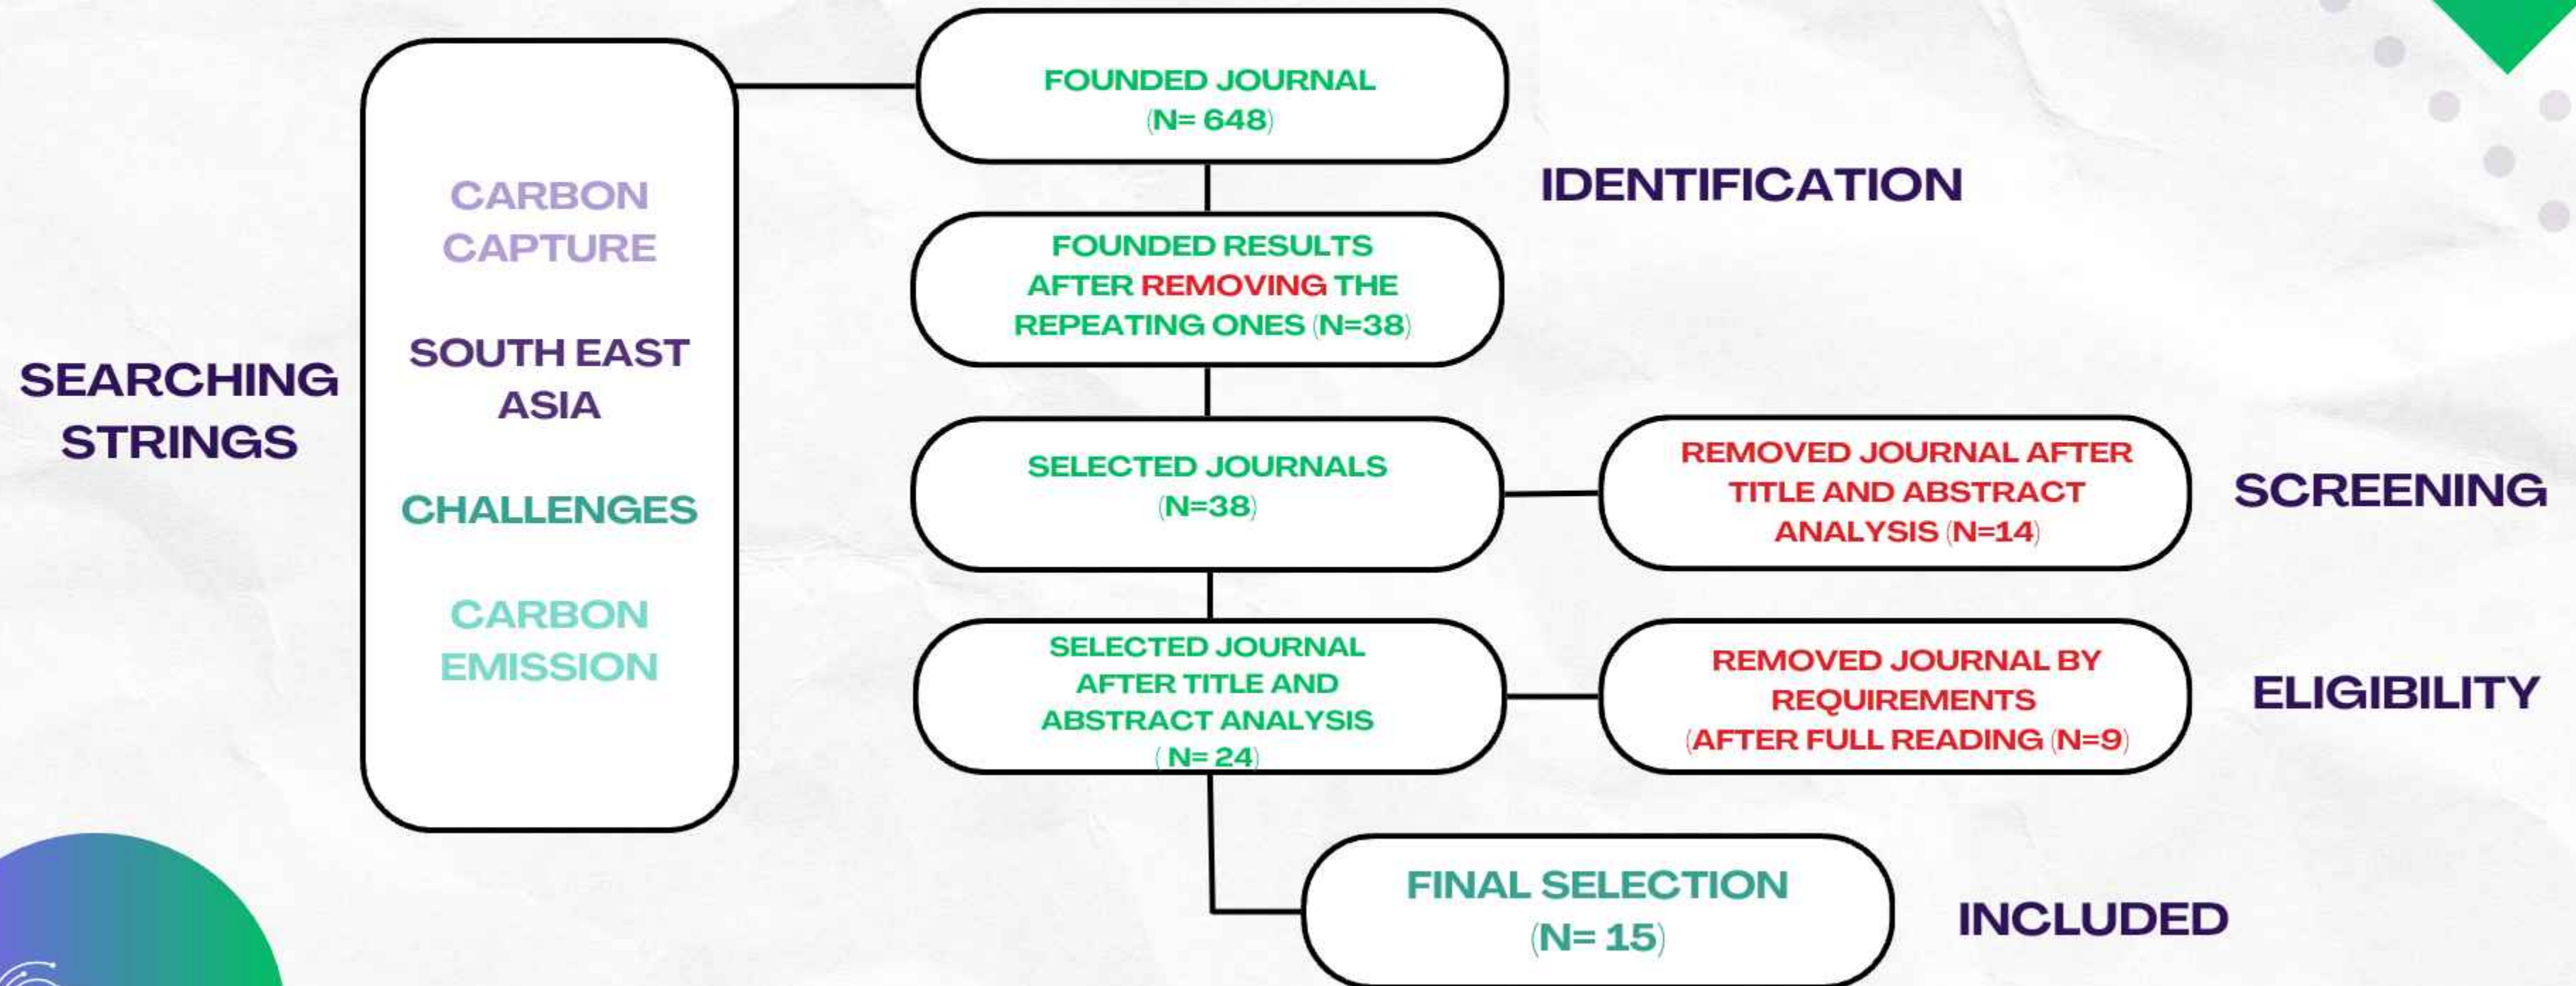 SEARCHING
STRINGS
CARBON
CAPTURE
SOUTH EAST
ASIA
CHALLENGES
CARBON
EMISSION
FOUNDED JOURNAL
(N= 648)
IDENTIFICATION
FOUNDED RESULTS
AFTER REMOVING THE
REPEATING ONES (N=38)
SELECTED JOURNALS
(N=38)
REMOVED JOURNAL AFTER
TITLE AND ABSTRACT
ANALYSIS (N=14)
SCREENING
SELECTED JOURNAL
AFTER TITLE AND
ABSTRACT ANALYSIS
( N= 24)
REMOVED JOURNAL BY
REQUIREMENTS
(AFTER FULL READING (N=9)
ELIGIBILITY
FINAL SELECTION
(N= 15)
INCLUDED